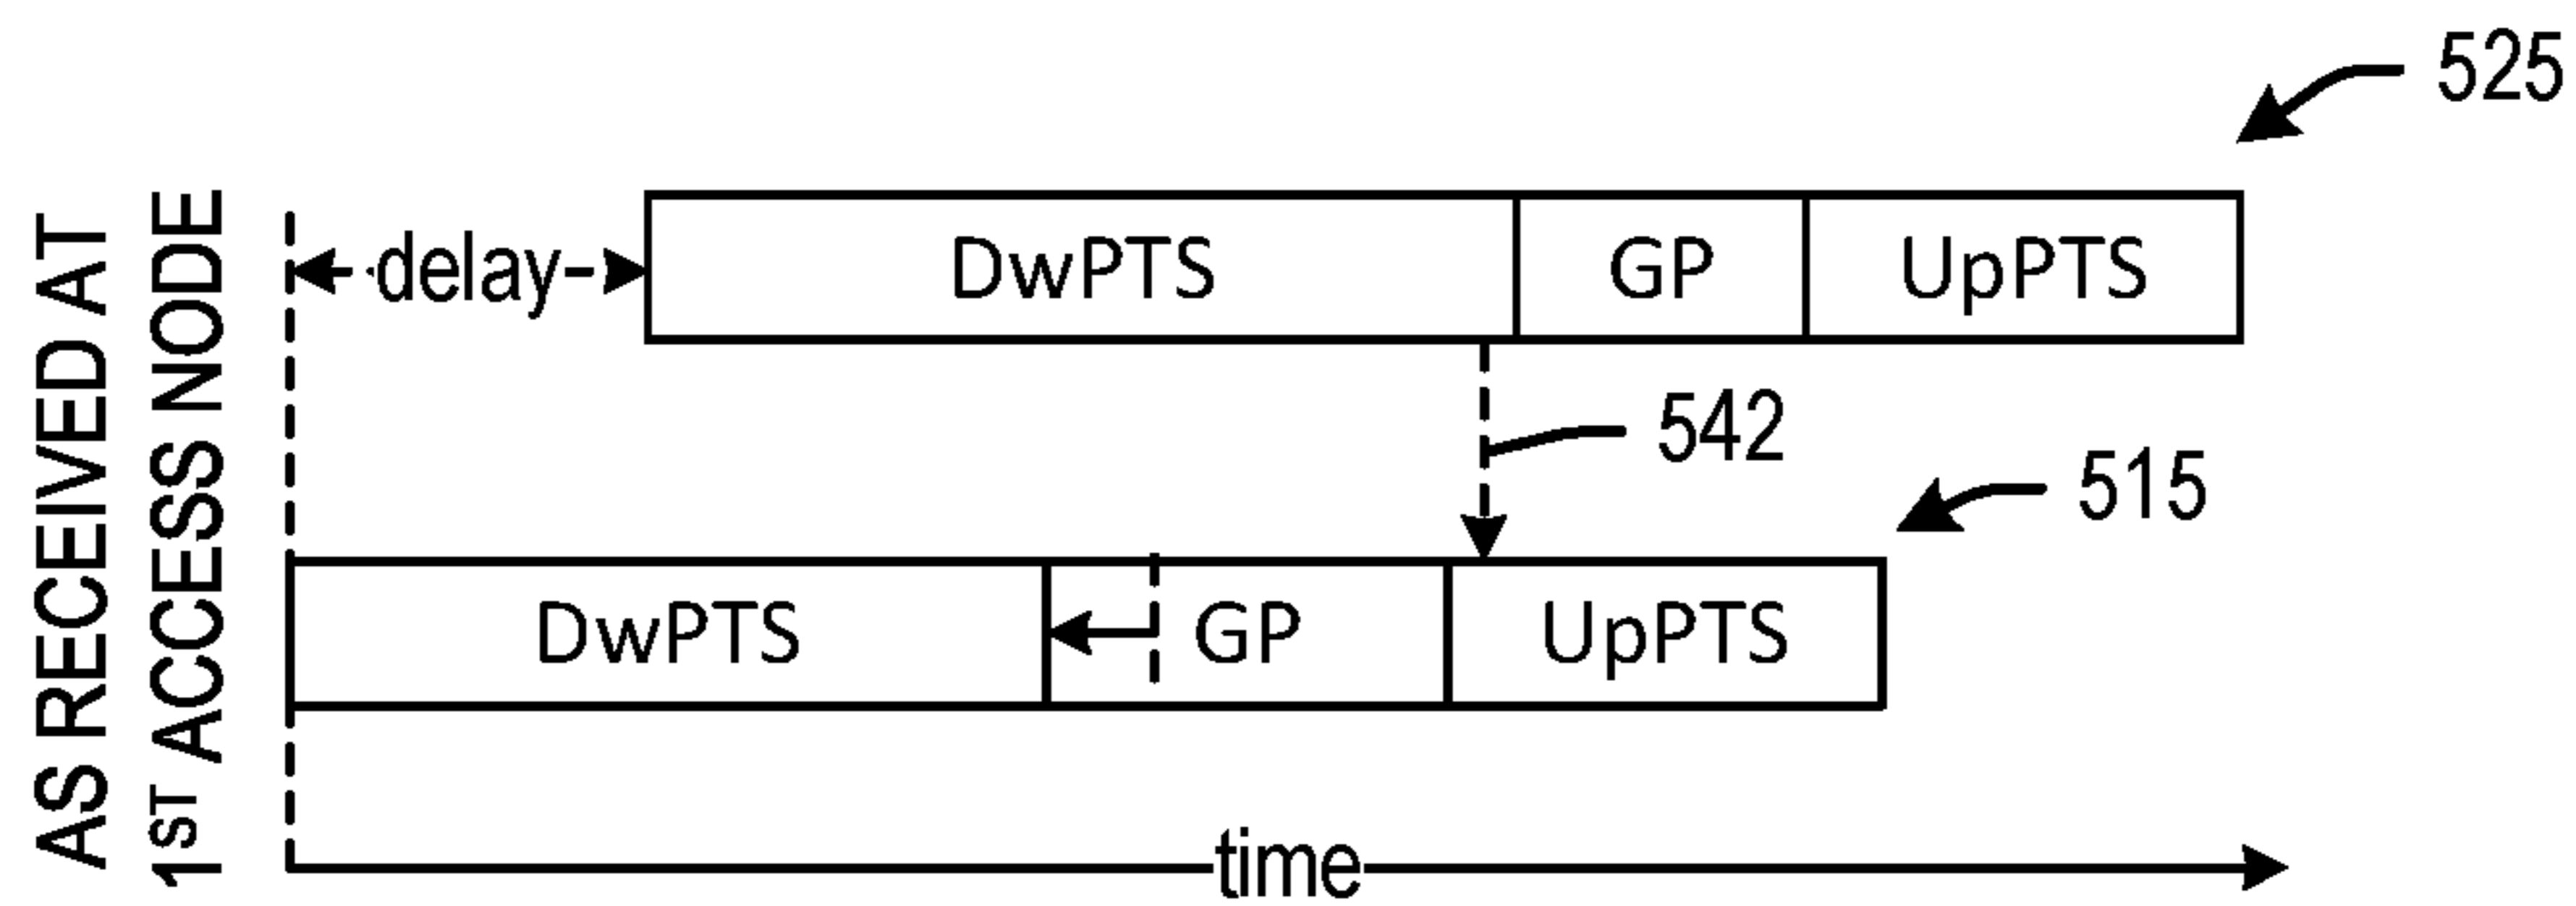 AS RECEIVED AT
1ST ACCESS NODE
525
delay
DwPTS
GP
UpPTS
542
515
DwPTS
GP
UpPTS
time